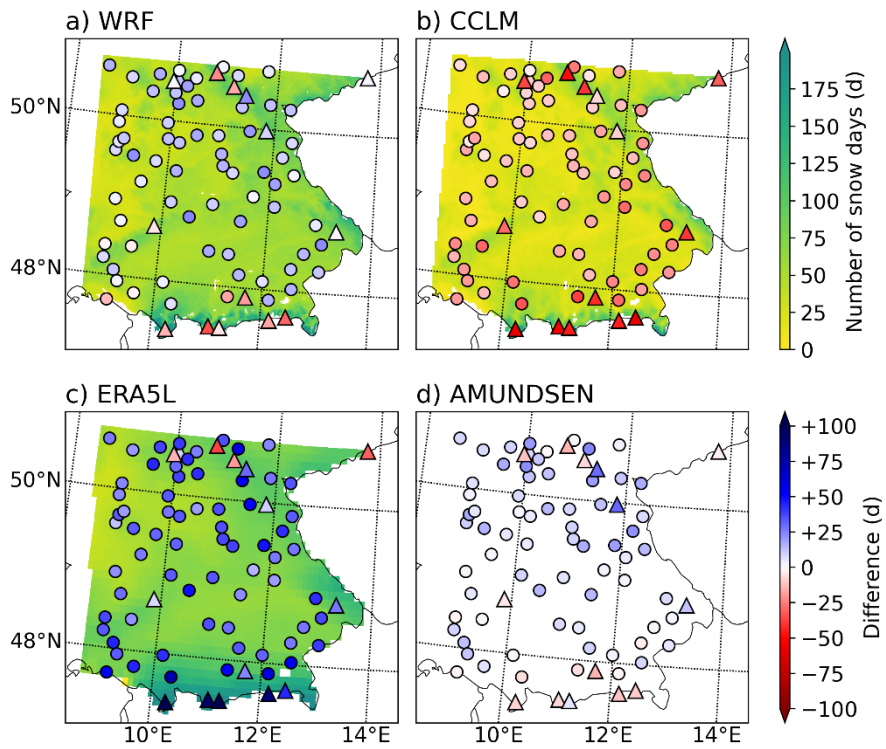 a) WRF
b) CCLM
50°N
48°N
175
150
125
100
75
50
25
0
Number of snow days (d)
c) ERA5L
d) AMUNDSEN
50°N
48°N
10°E
12°E
14°E
10°E
12°E
14°E
+100
+75
+50
+25
0
−25
−50
−75
−100
Difference (d)